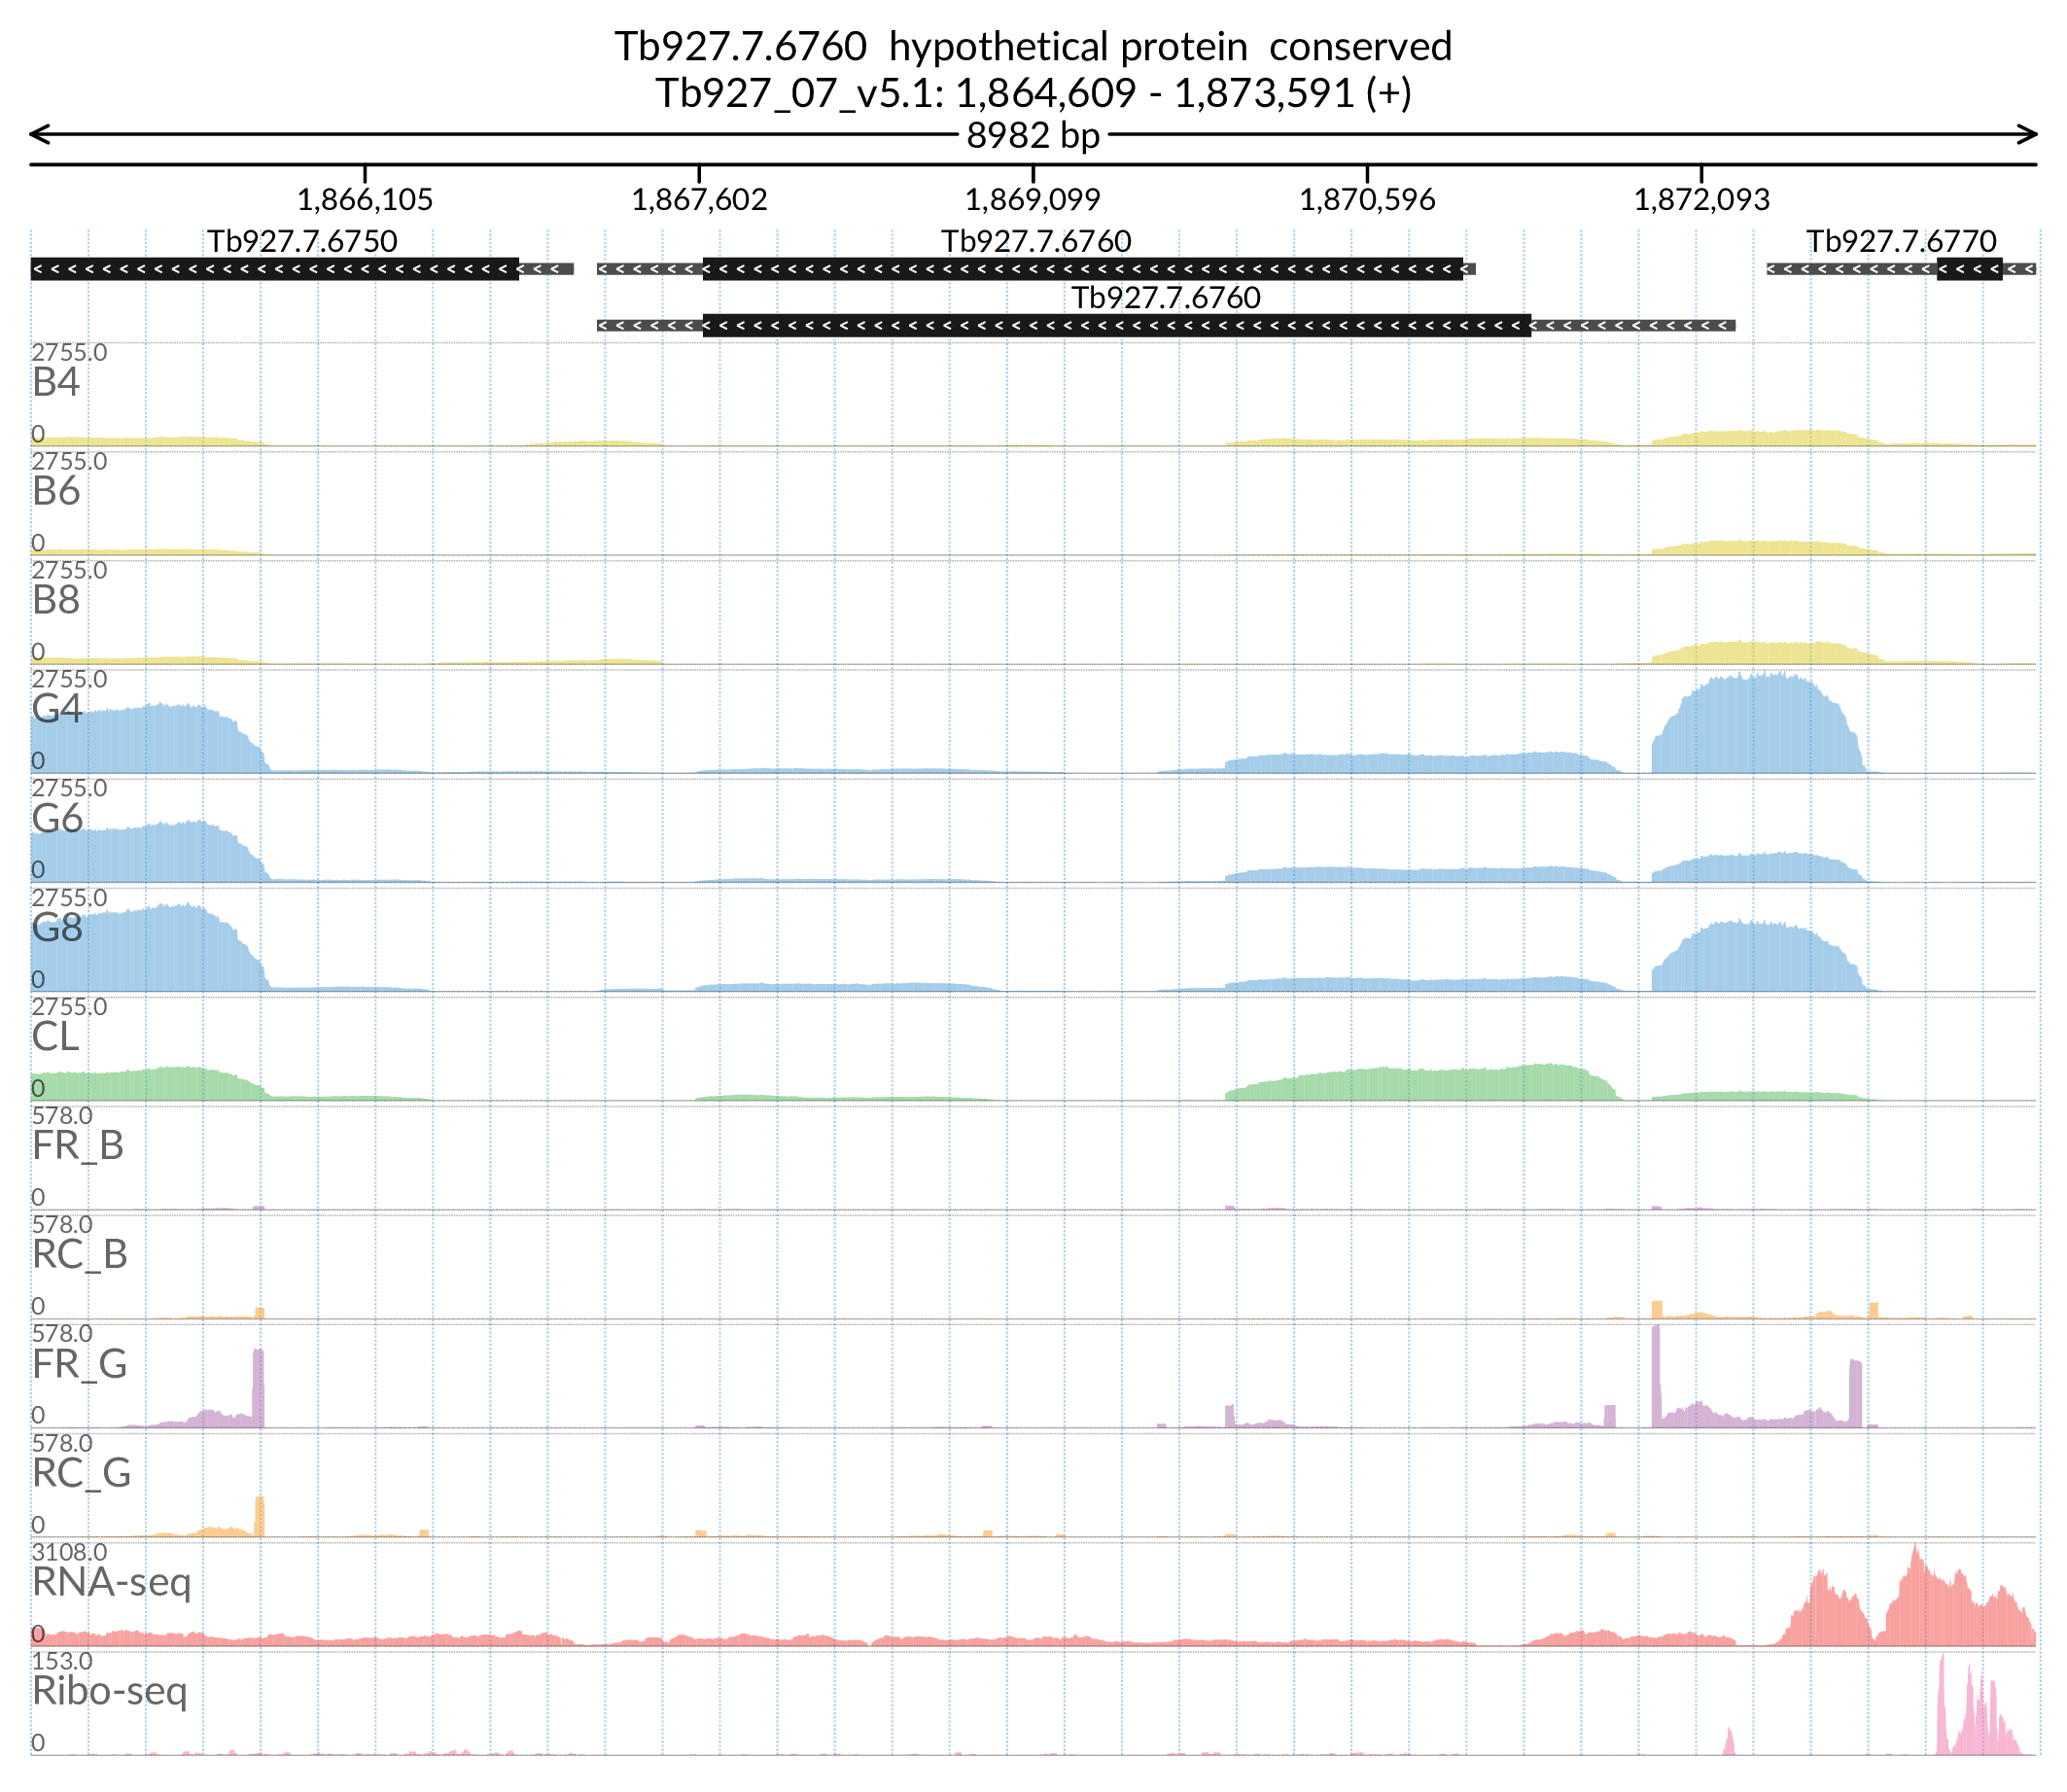 Tb927.7.6760  hypothetical protein  conserved
Tb927_07_v5.1: 1,864,609 - 1,873,591 (+)
8982 bp
1,866,105 1,867,602 1,869,099 1,870,596 1,872,093
Tb927.7.6750 Tb927.7.6760 Tb927.7.6770
Tb927.7.6760
2755.0
B4
0
2755.0
B6
0
2755.0
B8
0
2755.0
G4
0
2755.0
G6
0
2755.0
G8
0
2755.0
CL
0
578.0
FR_B
0
578.0
RC_B
0
578.0
FR_G
0
578.0
RC_G
0
3108.0
RNA-seq
0
153.0
Ribo-seq
0